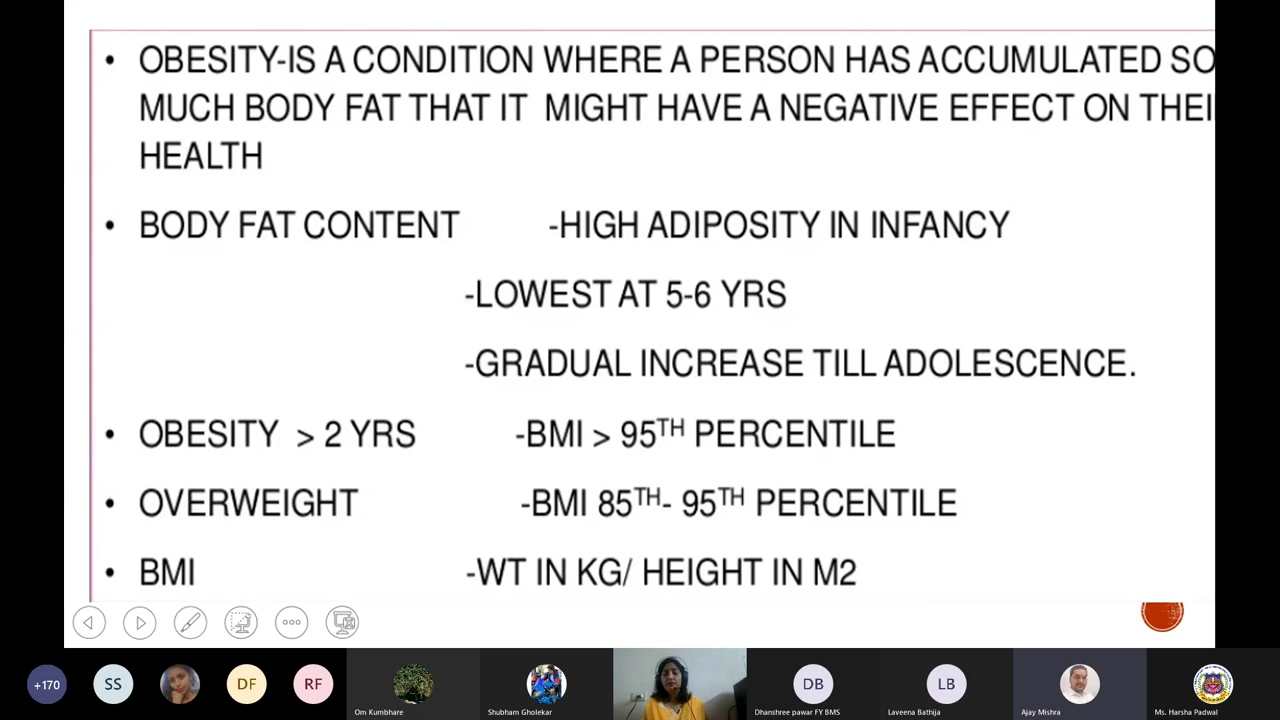 • OBESITY-IS A CONDITION WHERE A PERSON HAS ACCUMULATED SO
MUCH BODY FAT THAT IT MIGHT HAVE A NEGATIVE EFFECT ON THEI
HEALTH
• BODY FAT CONTENT -HIGH ADIPOSITY IN INFANCY
-LOWEST AT 5-6 YRS
-GRADUAL INCREASE TILL ADOLESCENCE.
• OBESITY > 2 YRS -BMI > 95TH PERCENTILE
• OVERWEIGHT -BMI 85TH- 95TH PERCENTILE
• BMI -WT IN KG/ HEIGHT IN M2
+170 SS DF RF DB LB
Om Kumbhare Shubham Gholekar Dhanshree pawar FY BMS Laveena Bathija Ajay Mishra Ms. Harsha Padwal